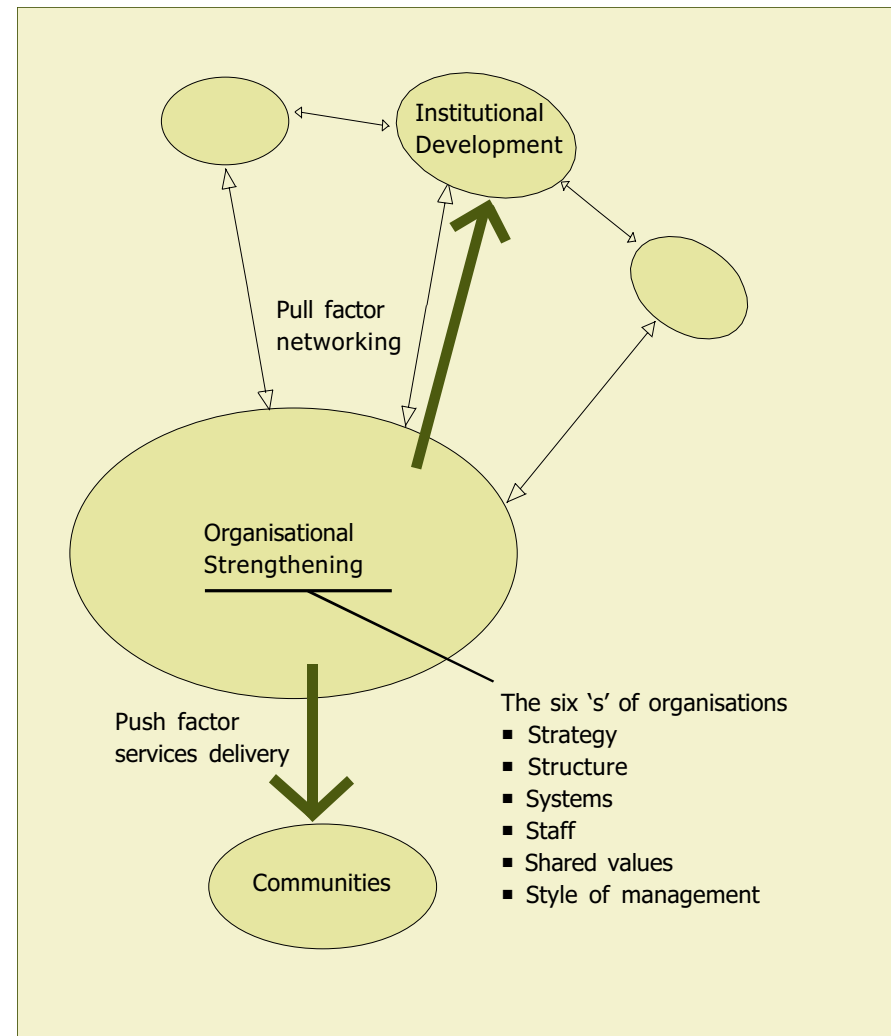 Institutional
Development
Pull factor
networking
Organisational
Strengthening
Push factor
services delivery
The six ‘s’ of organisations
▪ Strategy
▪ Structure
▪ Systems
▪ Staff
▪ Shared values
▪ Style of management
Communities